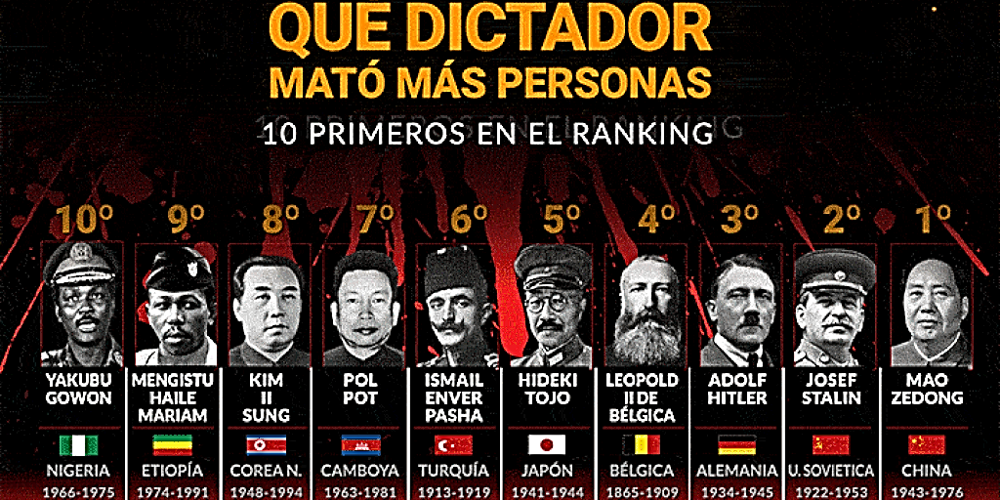 QUE DICTADOR
MATÓ MÁS PERSONAS
10 PRIMEROS EN EL RANKING
10º 9º 8º 7º 6º 5º 4º 3º 2º 1º
YAKUBU
GOWON
NIGERIA
1966-1975
MENGISTU
HAILE
MARIAM
ETIOPÍA
1974-1991
KIM
II
SUNG
COREA N.
1948-1994
POL
POT
CAMBOYA
1963-1981
ISMAIL
ENVER
PASHA
TURQUÍA
1913-1919
HIDEKI
TOJO
JAPÓN
1941-1944
LEOPOLD
II DE
BÉLGICA
BÉLGICA
1865-1909
ADOLF
HITLER
ALEMANIA
1934-1945
JOSEF
STALIN
U. SOVIETICA
1922-1953
MAO
ZEDONG
CHINA
1943-1976